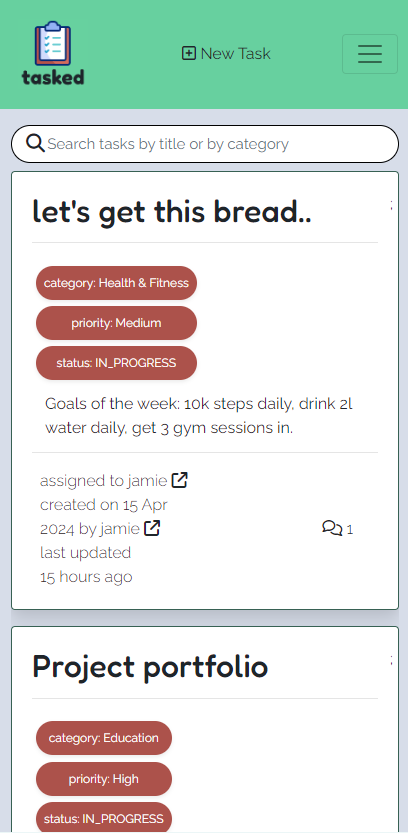 tasked
New Task
Search tasks by title or by category
let's get this bread..
category: Health & Fitness
priority: Medium
status: IN_PROGRESS
Goals of the week: 10k steps daily, drink 2l
water daily, get 3 gym sessions in.
assigned to jamie
created on 15 Apr
2024 by jamie
1
last updated
15 hours ago
Project portfolio
category: Education
priority: High
status: IN_PROGRESS